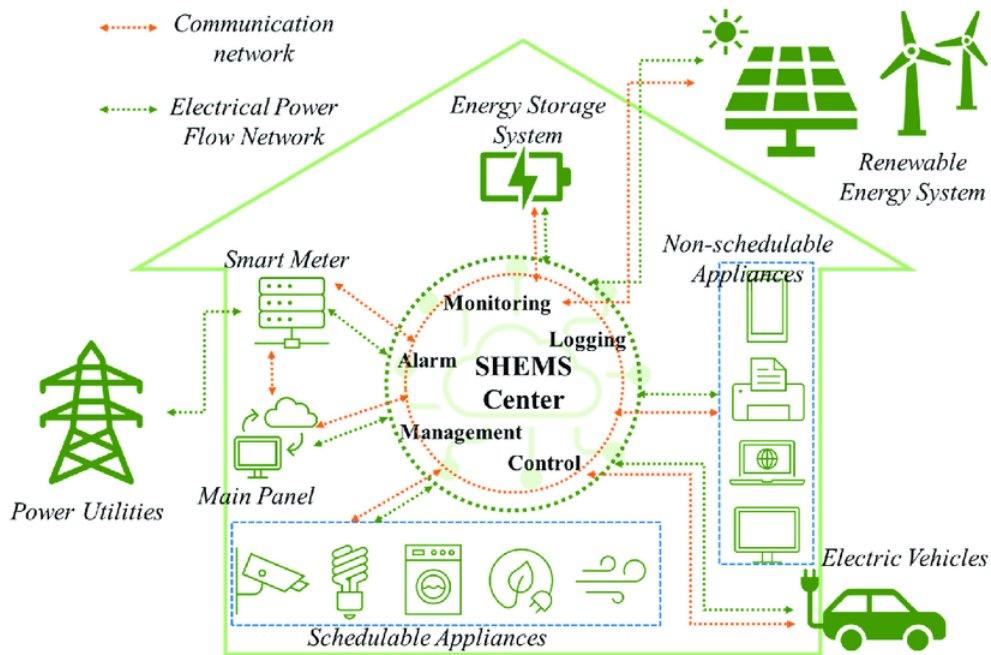 Communication
network
Electrical Power
Flow Network
Energy Storage
System
Renewable
Energy System
Non-schedulable
Appliances
Smart Meter
Monitoring
Logging
Alarm
SHEMS
Center
Management
Control
Main Panel
Power Utilities
Electric Vehicles
Schedulable Appliances